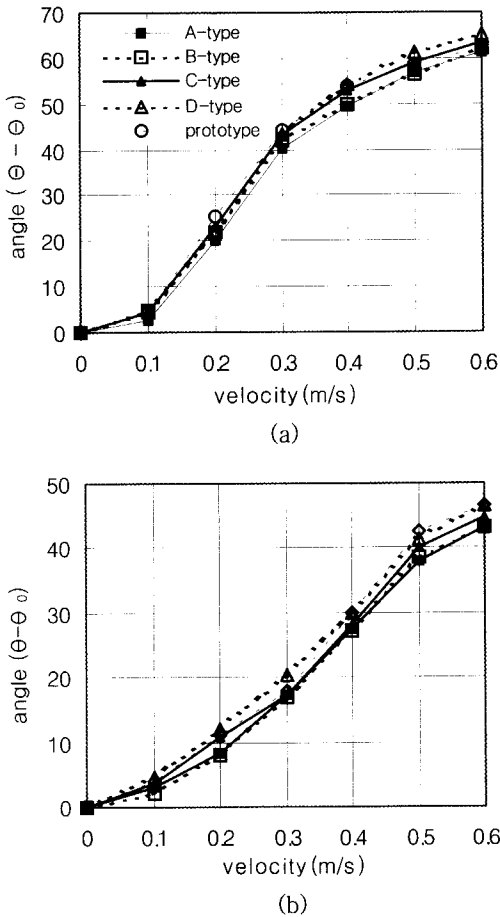 70
60
50
40
30
20
10
0
angle ( Θ − Θ ₀)
A-type
B-type
C-type
D-type
prototype
0 0.1 0.2 0.3 0.4 0.5 0.6
velocity(m/s)
(a)
50
40
30
20
10
0
angle (θ-θ ₀)
0 0.1 0.2 0.3 0.4 0.5 0.6
velocity(m/s)
(b)